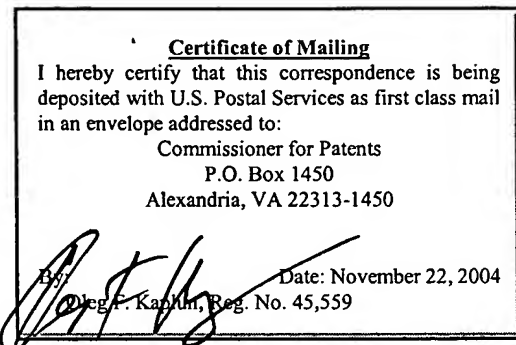 Certificate of Mailing
I hereby certify that this correspondence is being
deposited with U.S. Postal Services as first class mail
in an envelope addressed to:
Commissioner for Patents
P.O. Box 1450
Alexandria, VA 22313-1450
By: Date: November 22, 2004
Oleg F. Kaplun, Reg. No. 45,559